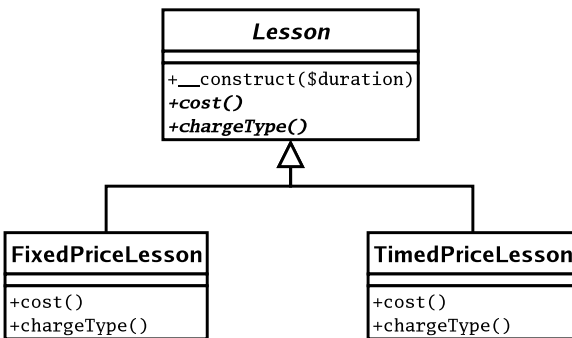 Lesson
+__construct($duration)
+cost()
+chargeType()
FixedPriceLesson
+cost()
+chargeType()
TimedPriceLesson
+cost()
+chargeType()